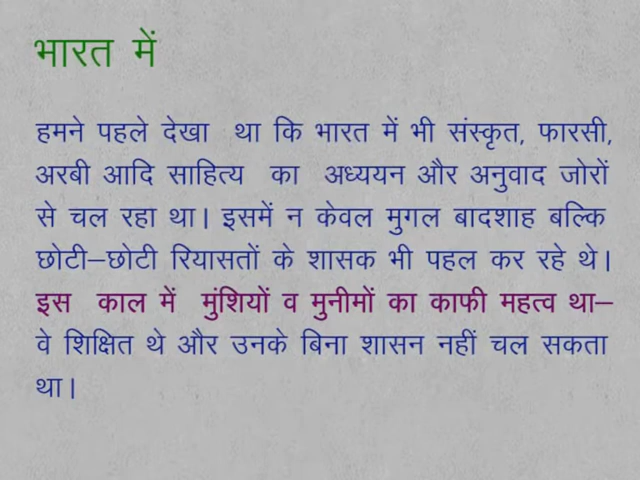 भारत में
हमने पहले देखा था कि भारत में भी संस्कृत, फारसी,
अरबी आदि साहित्य का अध्ययन और अनुवाद जोरों
से चल रहा था। इसमें न केवल मुगल बादशाह बल्कि
छोटी–छोटी रियासतों के शासक भी पहल कर रहे थे।
इस काल में मुंशियों व मुनीमों का काफी महत्व था–
वे शिक्षित थे और उनके बिना शासन नहीं चल सकता
था।